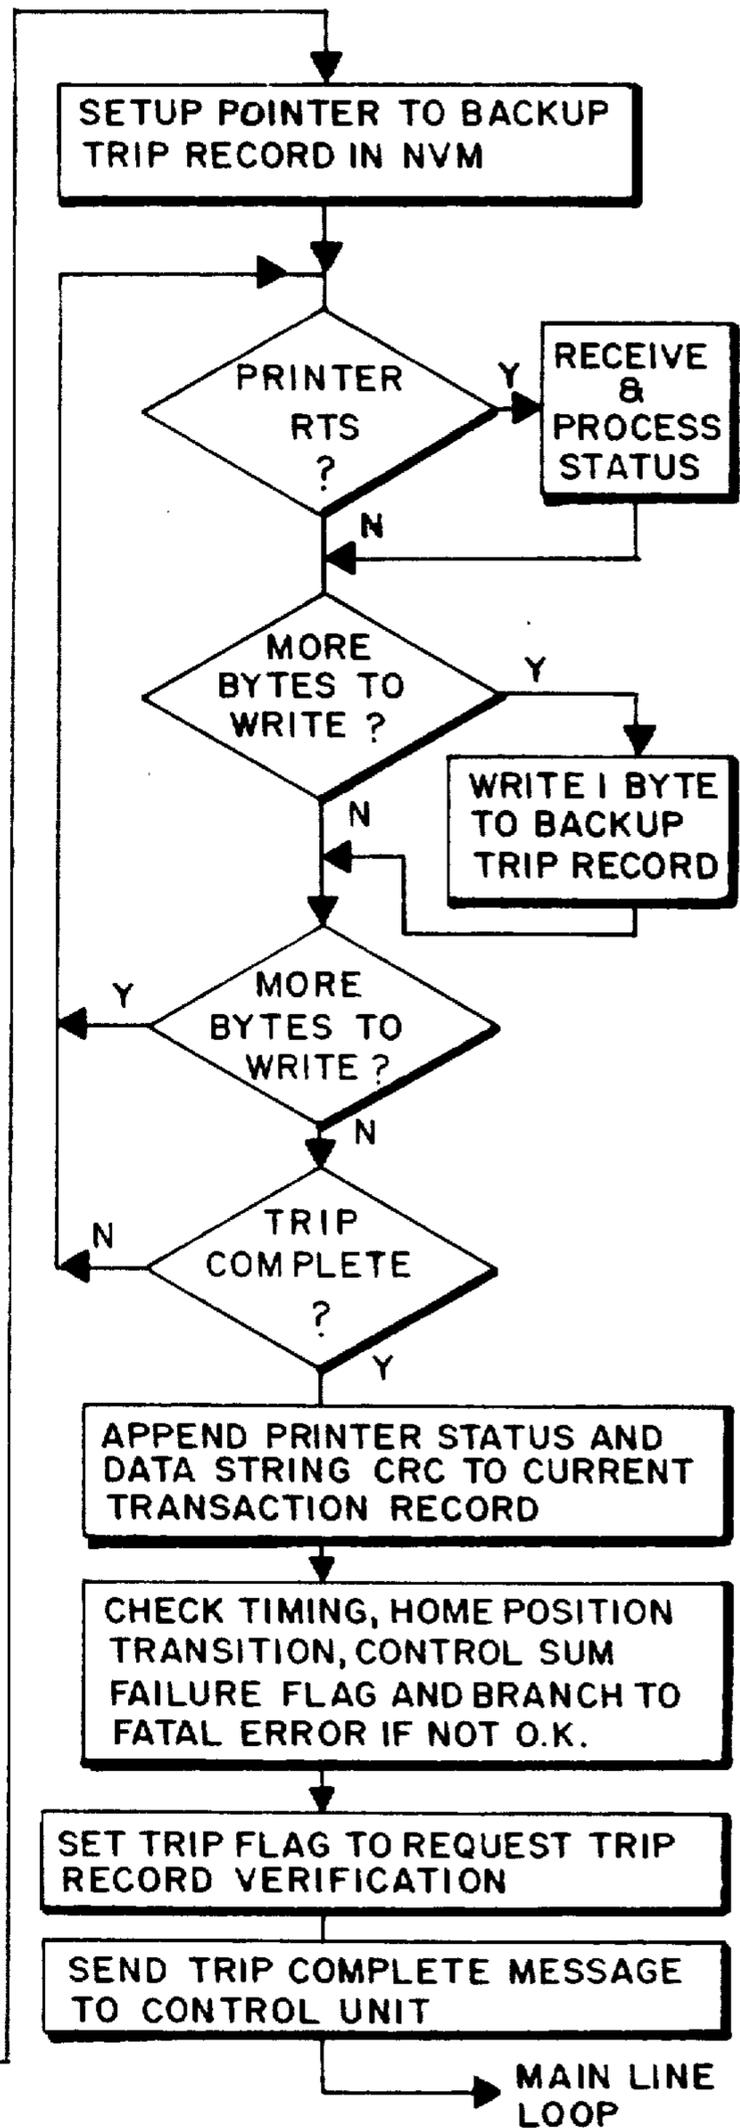 SETUP POINTER TO BACKUP
TRIP RECORD IN NVM
PRINTER
RTS
?
Y
RECEIVE
&
PROCESS
STATUS
N
MORE
BYTES TO
WRITE ?
Y
WRITE 1 BYTE
TO BACKUP
TRIP RECORD
N
MORE
BYTES TO
WRITE ?
Y
N
TRIP
COMPLETE
?
N
Y
APPEND PRINTER STATUS AND
DATA STRING CRC TO CURRENT
TRANSACTION RECORD
CHECK TIMING, HOME POSITION
TRANSITION, CONTROL SUM
FAILURE FLAG AND BRANCH TO
FATAL ERROR IF NOT O.K.
SET TRIP FLAG TO REQUEST TRIP
RECORD VERIFICATION
SEND TRIP COMPLETE MESSAGE
TO CONTROL UNIT
MAIN LINE
LOOP